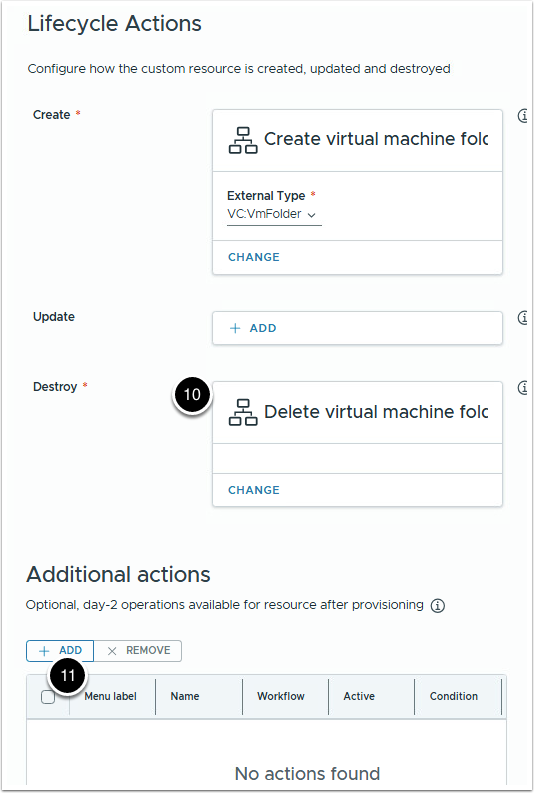 Lifecycle Actions
Configure how the custom resource is created, updated and destroyed
Create *
Create virtual machine fold
External Type *
VC:VmFolder
CHANGE
Update
+ ADD
Destroy *
10
Delete virtual machine fold
CHANGE
Additional actions
Optional, day-2 operations available for resource after provisioning
+ ADD × REMOVE
11
Menu label Name Workflow Active Condition
No actions found